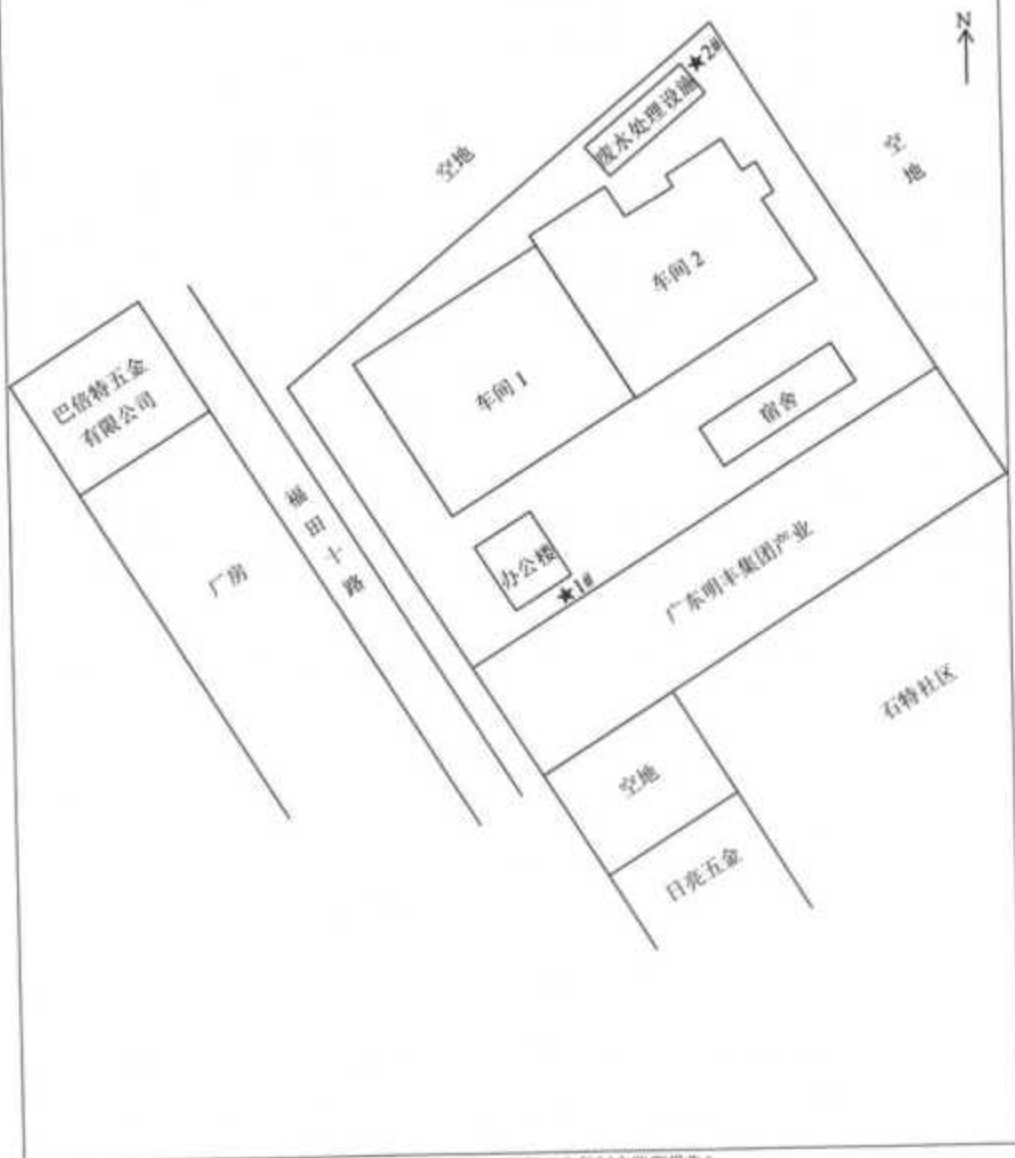 N
★2#
废水处理设施
空地
空
地
车间 2
巴倍特五金
有限公司
车间 1
宿舍
福
田
十
路
厂房
办公楼
★1#
广东明丰集团产业
石特社区
空地
日亮五金